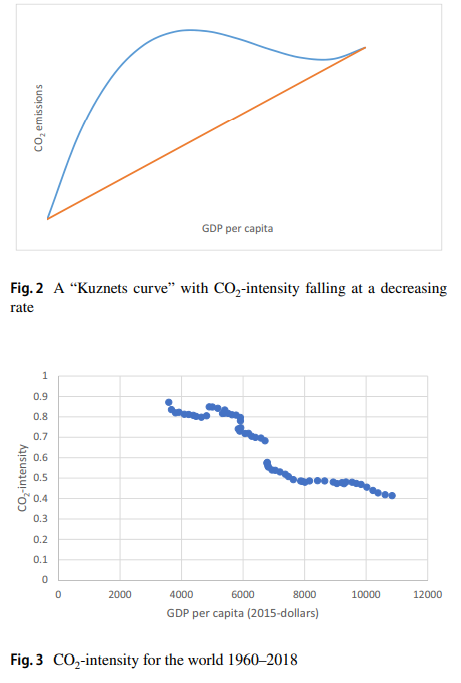 CO₂ emissions
GDP per capita
Fig. 2 A “Kuznets curve” with CO₂-intensity falling at a decreasing
rate
1
0.9
0.8
0.7
0.6
0.5
0.4
0.3
0.2
0.1
0
CO₂-intensity
0 2000 4000 6000 8000 10000 12000
GDP per capita (2015-dollars)
Fig. 3 CO₂-intensity for the world 1960–2018